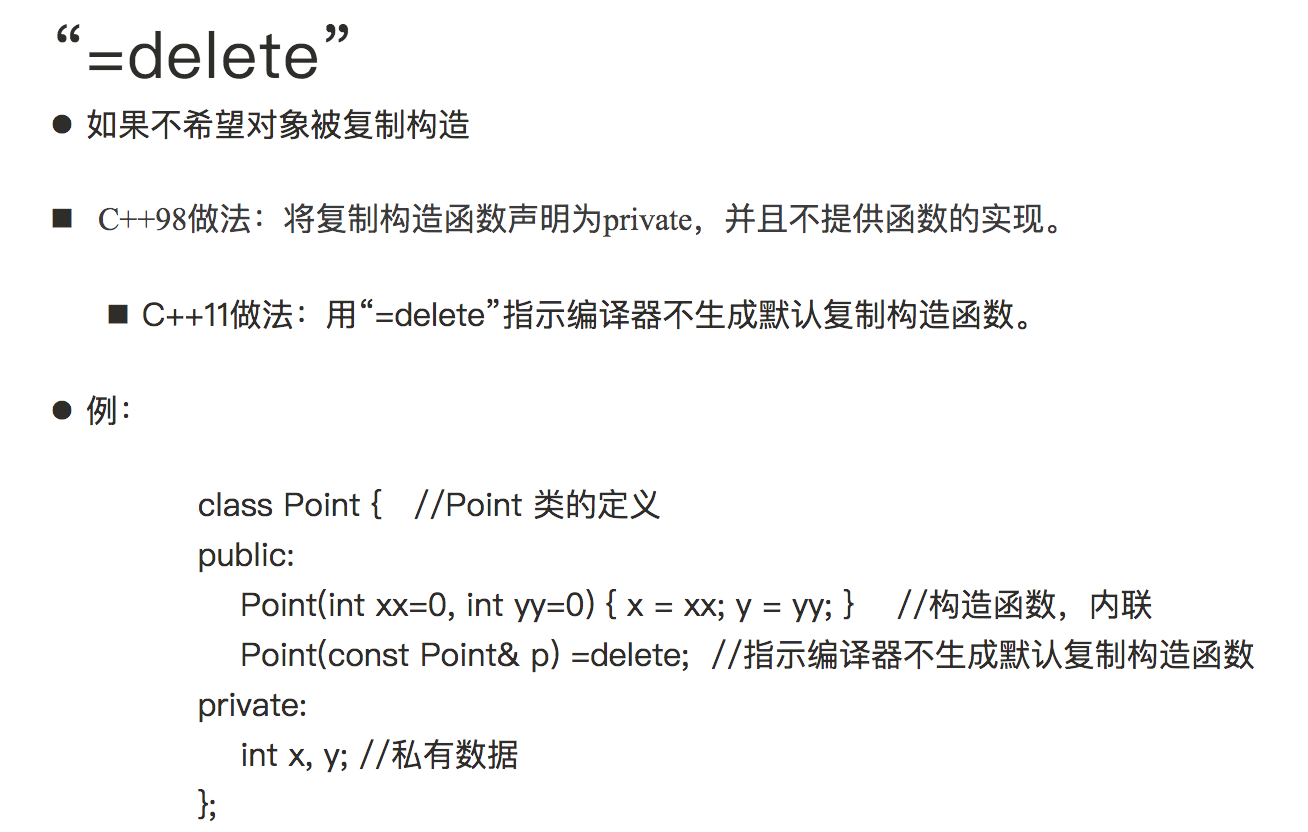 “=delete”
● 如果不希望对象被复制构造
■ C++98做法：将复制构造函数声明为private，并且不提供函数的实现。
■ C++11做法：用“=delete”指示编译器不生成默认复制构造函数。
● 例：
class Point {   //Point 类的定义
public:
Point(int xx=0, int yy=0) { x = xx; y = yy; }    //构造函数，内联
Point(const Point& p) =delete;  //指示编译器不生成默认复制构造函数
private:
int x, y; //私有数据
};